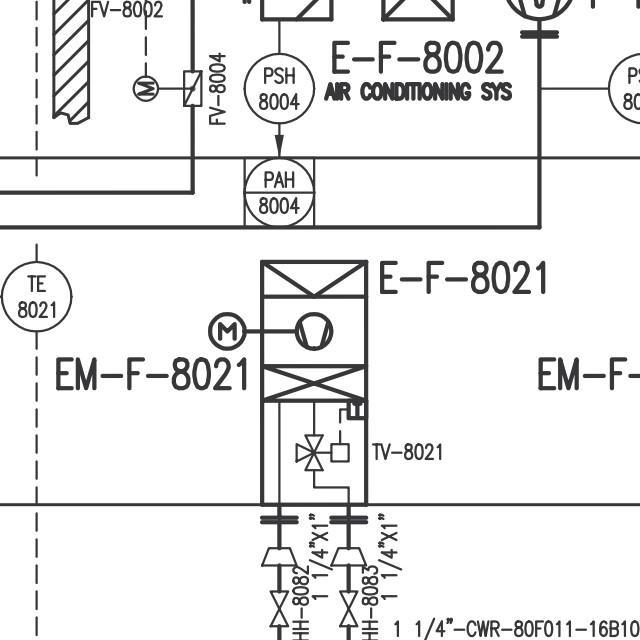 FV-8002
FV-8004
M
PSH
8004
E-F-8002
AIR CONDITIONING SYS
PAH
8004
TE
8021
E-F-8021
M
EM-F-8021
EM-F-
TV-8021
HH-8082
1 1/4"X1"
HH-8083
1 1/4"X1"
1 1/4"-CWR-80F011-16B10